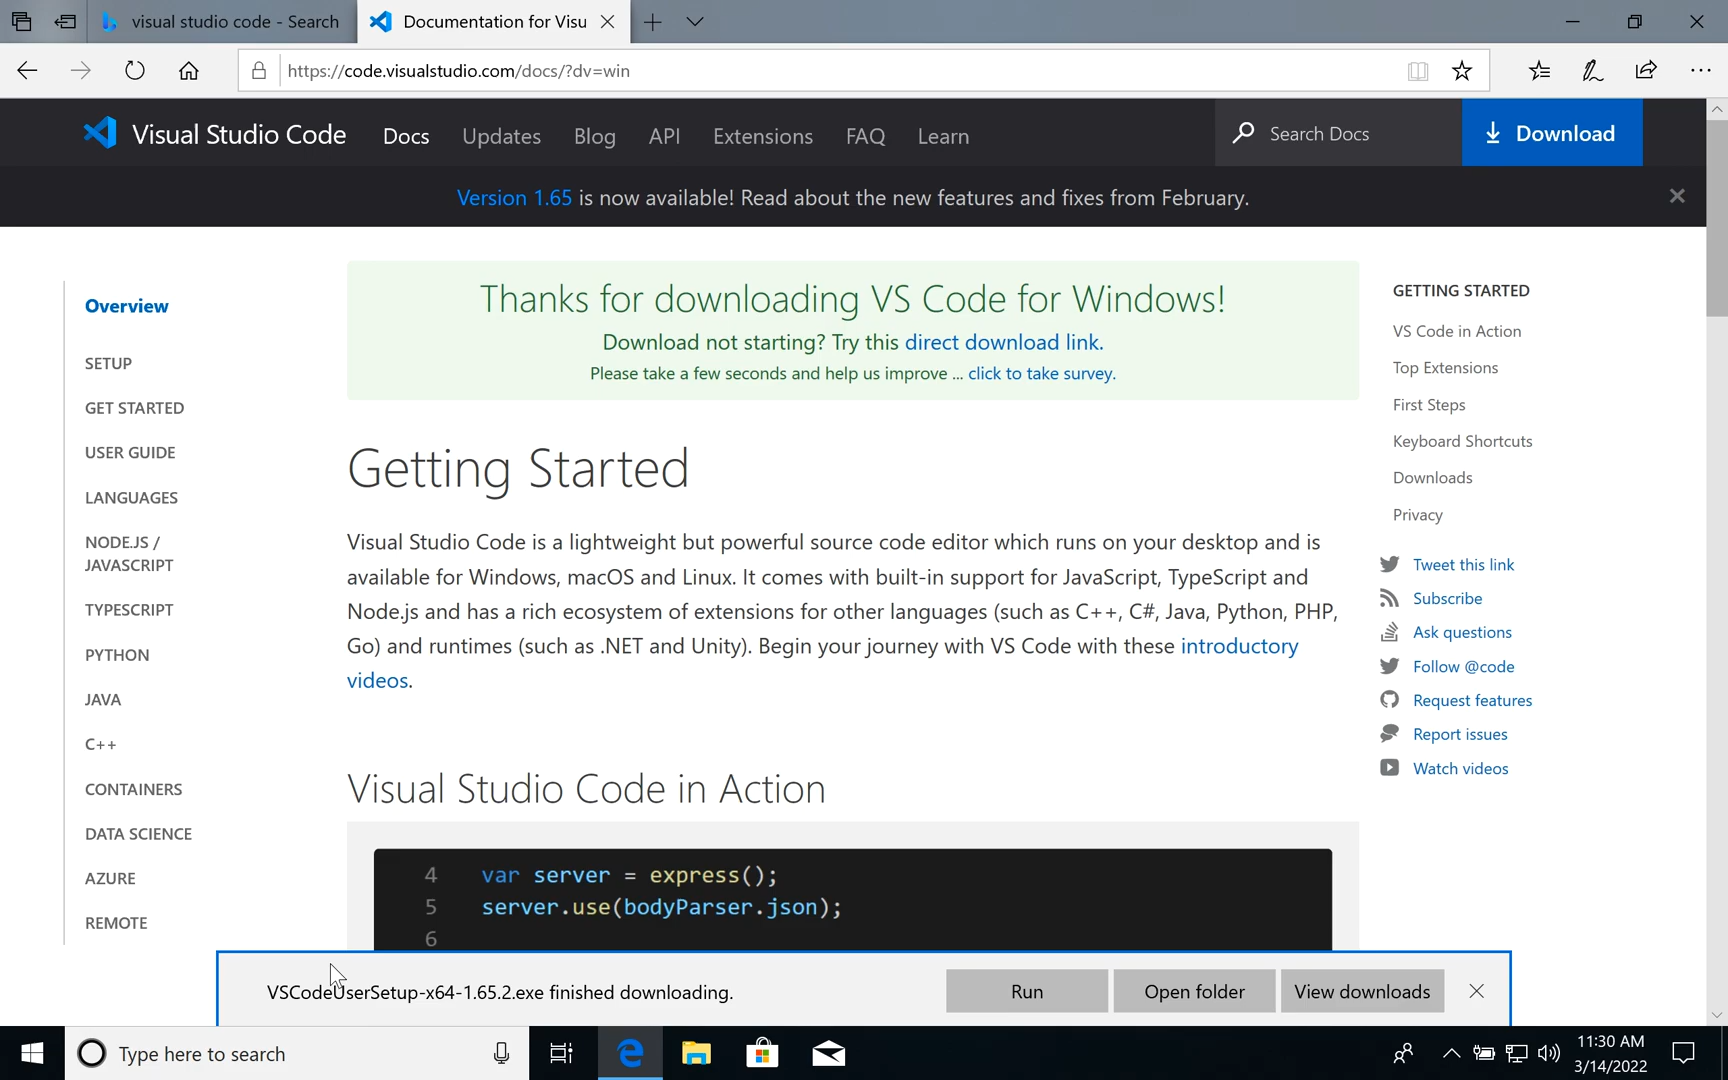 visual studio code - Search
Documentation for Visu
https://code.visualstudio.com/docs/?dv=win
Visual Studio Code
Docs
Updates
Blog
API
Extensions
FAQ
Learn
Search Docs
Download
Version 1.65 is now available! Read about the new features and fixes from February.
Overview
SETUP
GET STARTED
USER GUIDE
LANGUAGES
NODE.JS /
JAVASCRIPT
TYPESCRIPT
PYTHON
JAVA
C++
CONTAINERS
DATA SCIENCE
AZURE
REMOTE
Thanks for downloading VS Code for Windows!
Download not starting? Try this direct download link.
Please take a few seconds and help us improve ... click to take survey.
Getting Started
Visual Studio Code is a lightweight but powerful source code editor which runs on your desktop and is
available for Windows, macOS and Linux. It comes with built-in support for JavaScript, TypeScript and
Node.js and has a rich ecosystem of extensions for other languages (such as C++, C#, Java, Python, PHP,
Go) and runtimes (such as .NET and Unity). Begin your journey with VS Code with these introductory
videos.
Visual Studio Code in Action
4 var server = express();
5 server.use(bodyParser.json);
6
GETTING STARTED
VS Code in Action
Top Extensions
First Steps
Keyboard Shortcuts
Downloads
Privacy
Tweet this link
Subscribe
Ask questions
Follow @code
Request features
Report issues
Watch videos
VSCodeUserSetup-x64-1.65.2.exe finished downloading.
Run
Open folder
View downloads
Type here to search
11:30 AM
3/14/2022